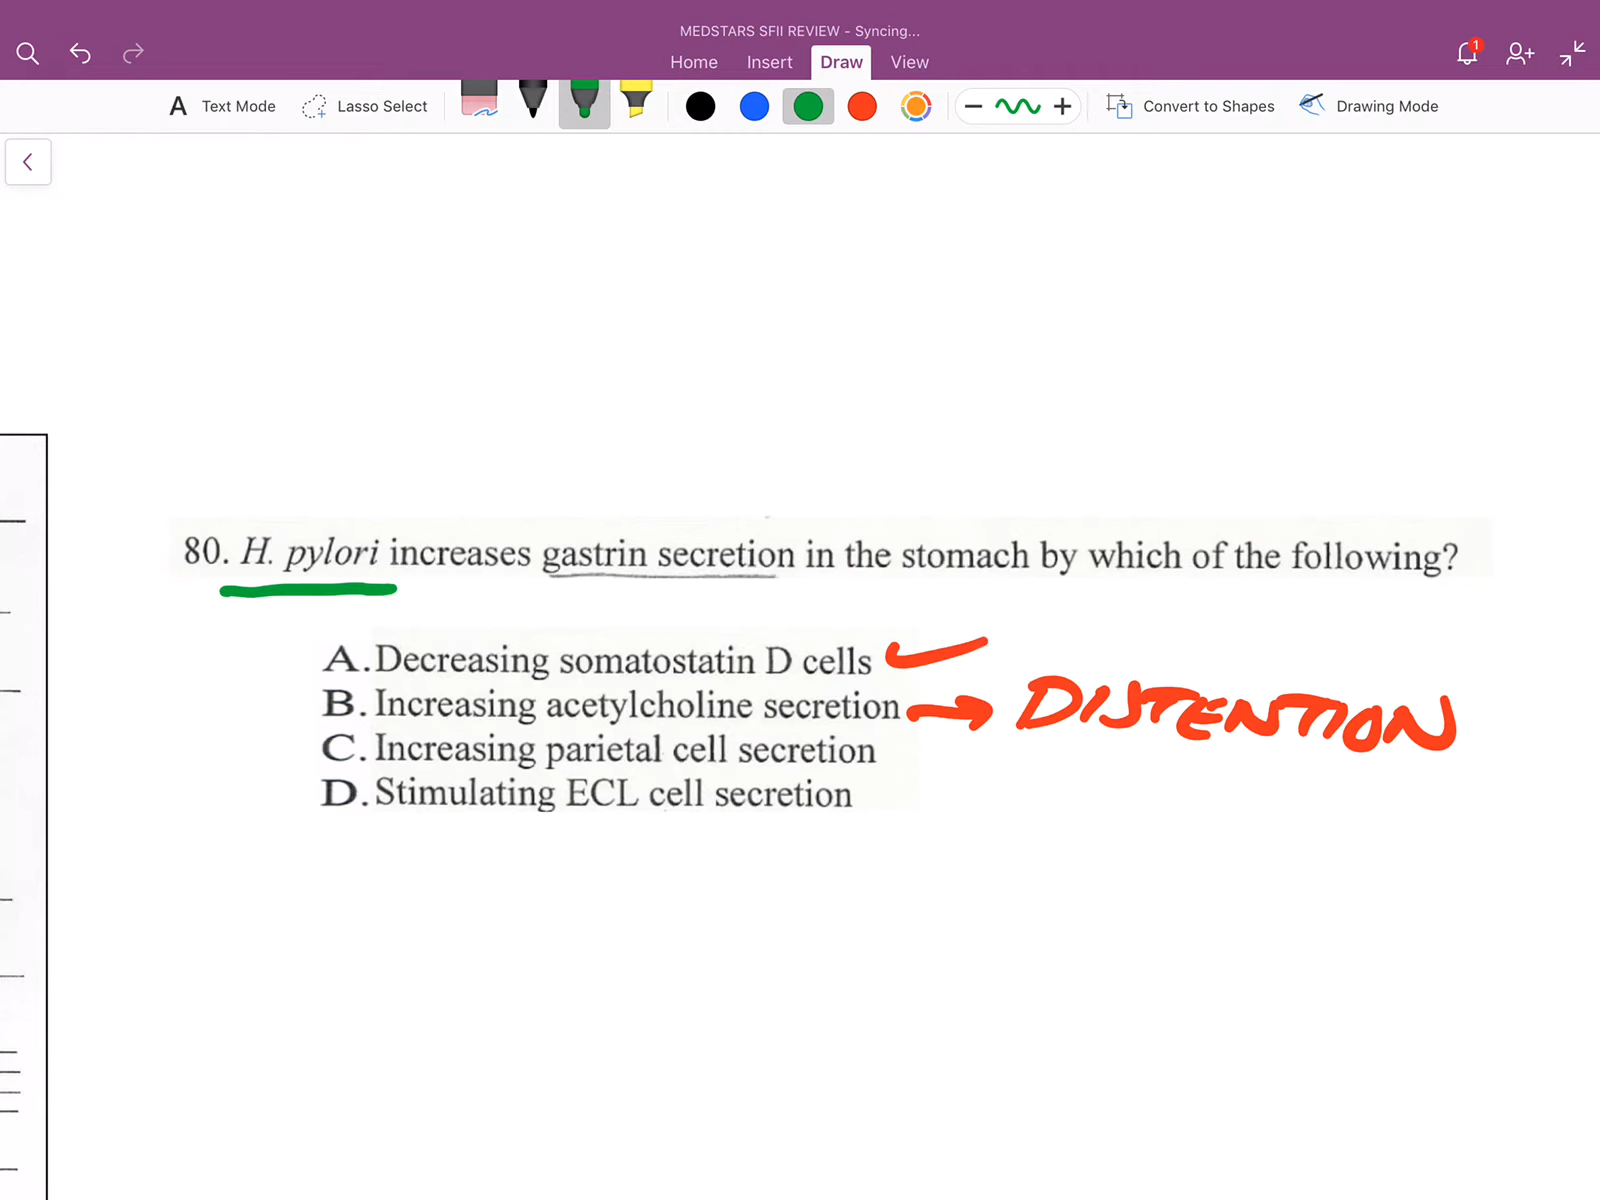 MEDSTARS SFII REVIEW - Syncing...
Home Insert Draw View
1
A Text Mode Lasso Select Convert to Shapes Drawing Mode
80. H. pylori increases gastrin secretion in the stomach by which of the following?
A. Decreasing somatostatin D cells
B. Increasing acetylcholine secretion → DISTENTION
C. Increasing parietal cell secretion
D. Stimulating ECL cell secretion